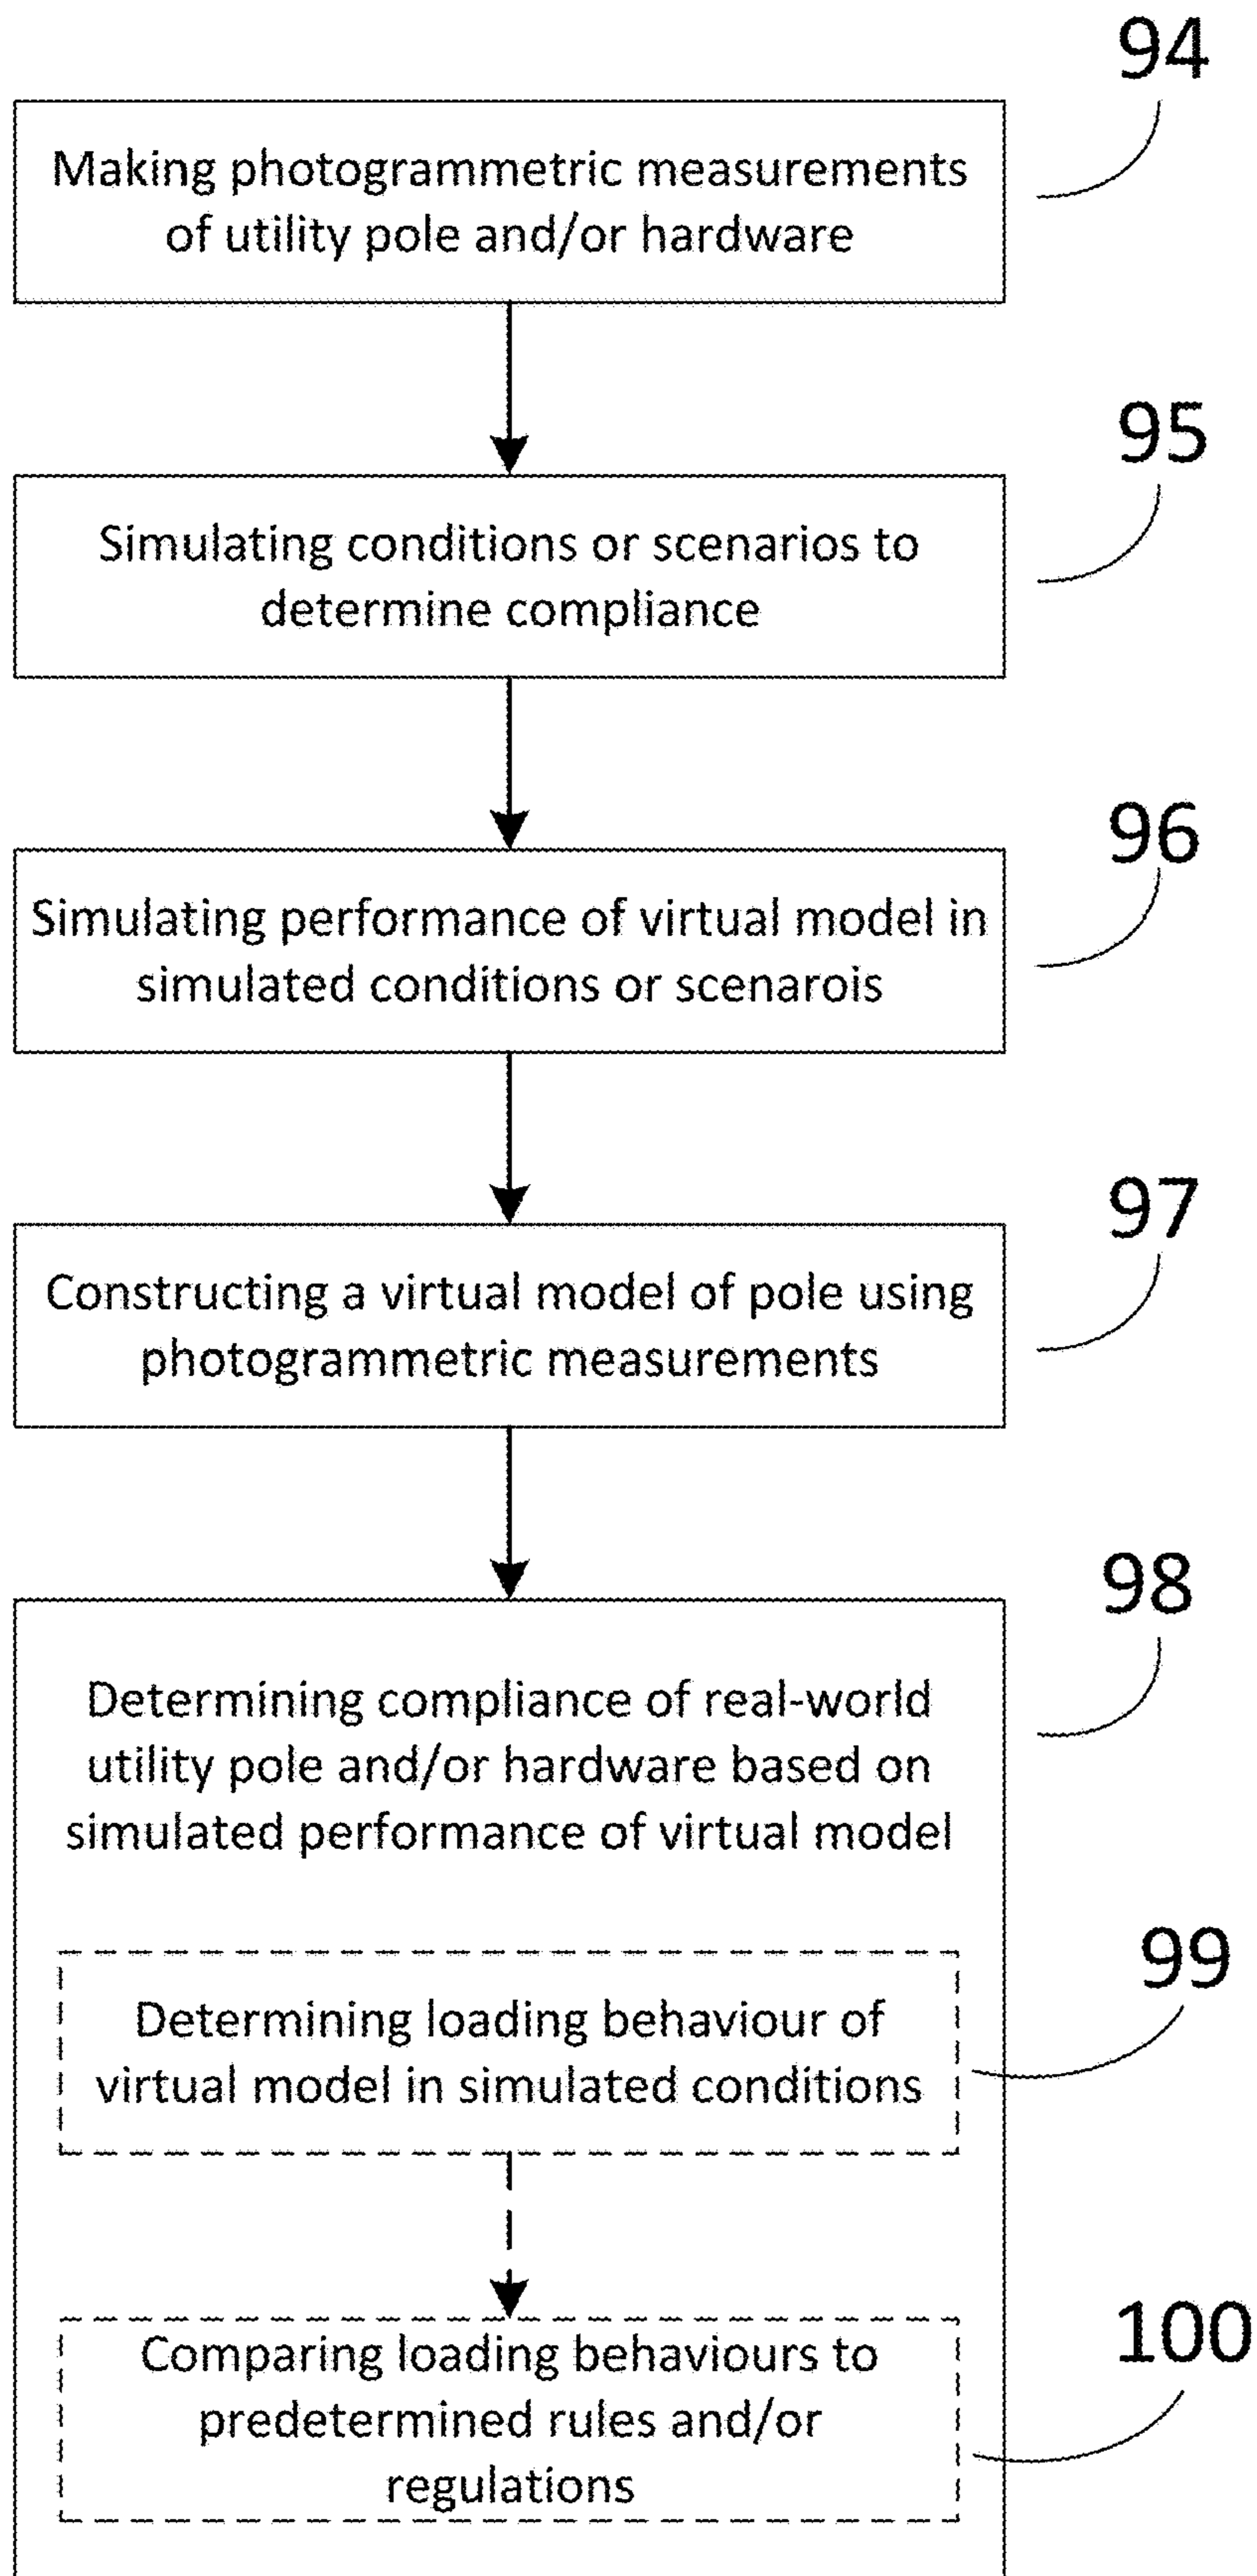 94
Making photogrammetric measurements
of utility pole and/or hardware
95
Simulating conditions or scenarios to
determine compliance
96
Simulating performance of virtual model in
simulated conditions or scenarois
97
Constructing a virtual model of pole using
photogrammetric measurements
98
Determining compliance of real-world
utility pole and/or hardware based on
simulated performance of virtual model
99
Determining loading behaviour of
virtual model in simulated conditions
100
Comparing loading behaviours to
predetermined rules and/or
regulations